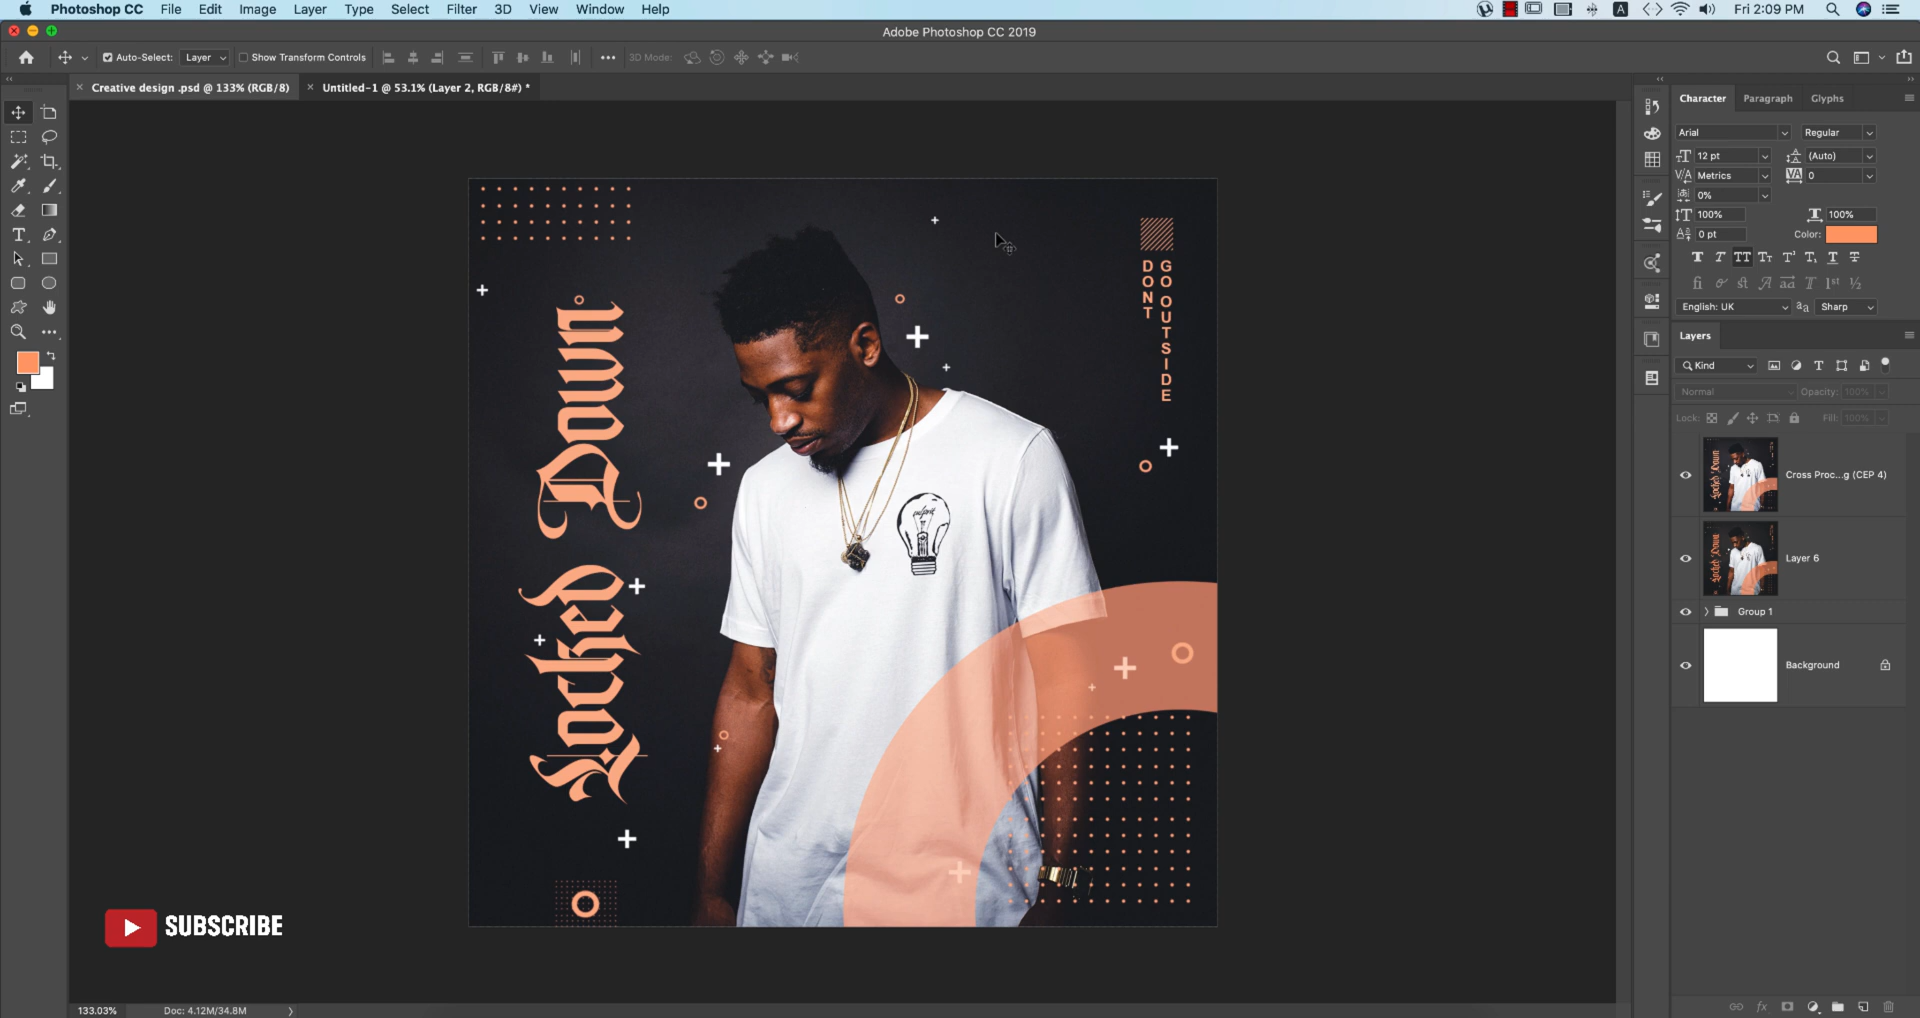 Photoshop CC File Edit Image Layer Type Select Filter 3D View Window Help A Fri 2:09 PM
Adobe Photoshop CC 2019
Auto-Select: Layer Show Transform Controls 3D Mode:
Creative design .psd @ 133% (RGB/8) Untitled-1 @ 53.1% (Layer 2, RGB/8#) *
Locked Down
DONT
GO OUTSIDE
SUBSCRIBE
133.03% Doc: 4.12M/34.8M
Character Paragraph Glyphs
Arial Regular
12 pt (Auto)
Metrics 0
0%
100% 100%
0 pt Color:
English: UK Sharp
Layers
Kind
Normal Opacity: 100%
Lock: Fill: 100%
Cross Proc...g (CEP 4)
Layer 6
Group 1
Background